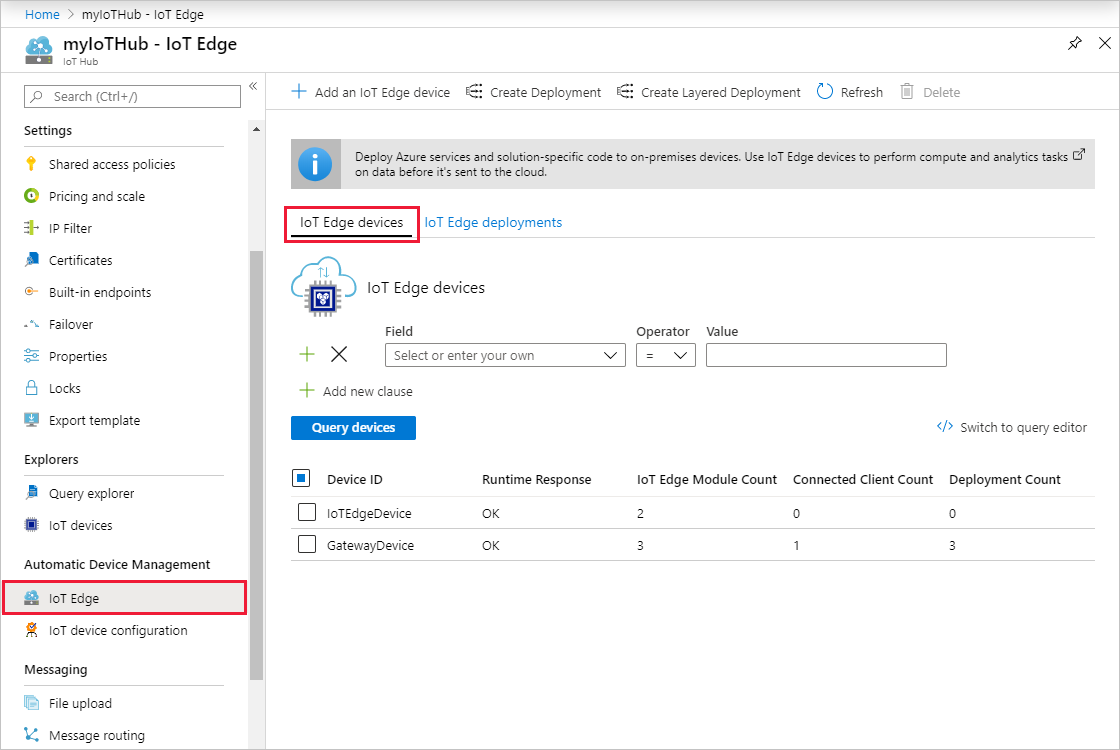 Home > myIoTHub - IoT Edge
myIoTHub - IoT Edge
IoT Hub
Search (Ctrl+/)
«
Settings
Shared access policies
Pricing and scale
IP Filter
Certificates
Built-in endpoints
Failover
Properties
Locks
Export template
Explorers
Query explorer
IoT devices
Automatic Device Management
IoT Edge
IoT device configuration
Messaging
File upload
Message routing
Add an IoT Edge device Create Deployment Create Layered Deployment Refresh Delete
Deploy Azure services and solution-specific code to on-premises devices. Use IoT Edge devices to perform compute and analytics tasks
on data before it's sent to the cloud.
IoT Edge devices IoT Edge deployments
IoT Edge devices
Field Operator Value
Select or enter your own =
Add new clause
Query devices
</> Switch to query editor
Device ID Runtime Response IoT Edge Module Count Connected Client Count Deployment Count
IoTEdgeDevice OK 2 0 0
GatewayDevice OK 3 1 3